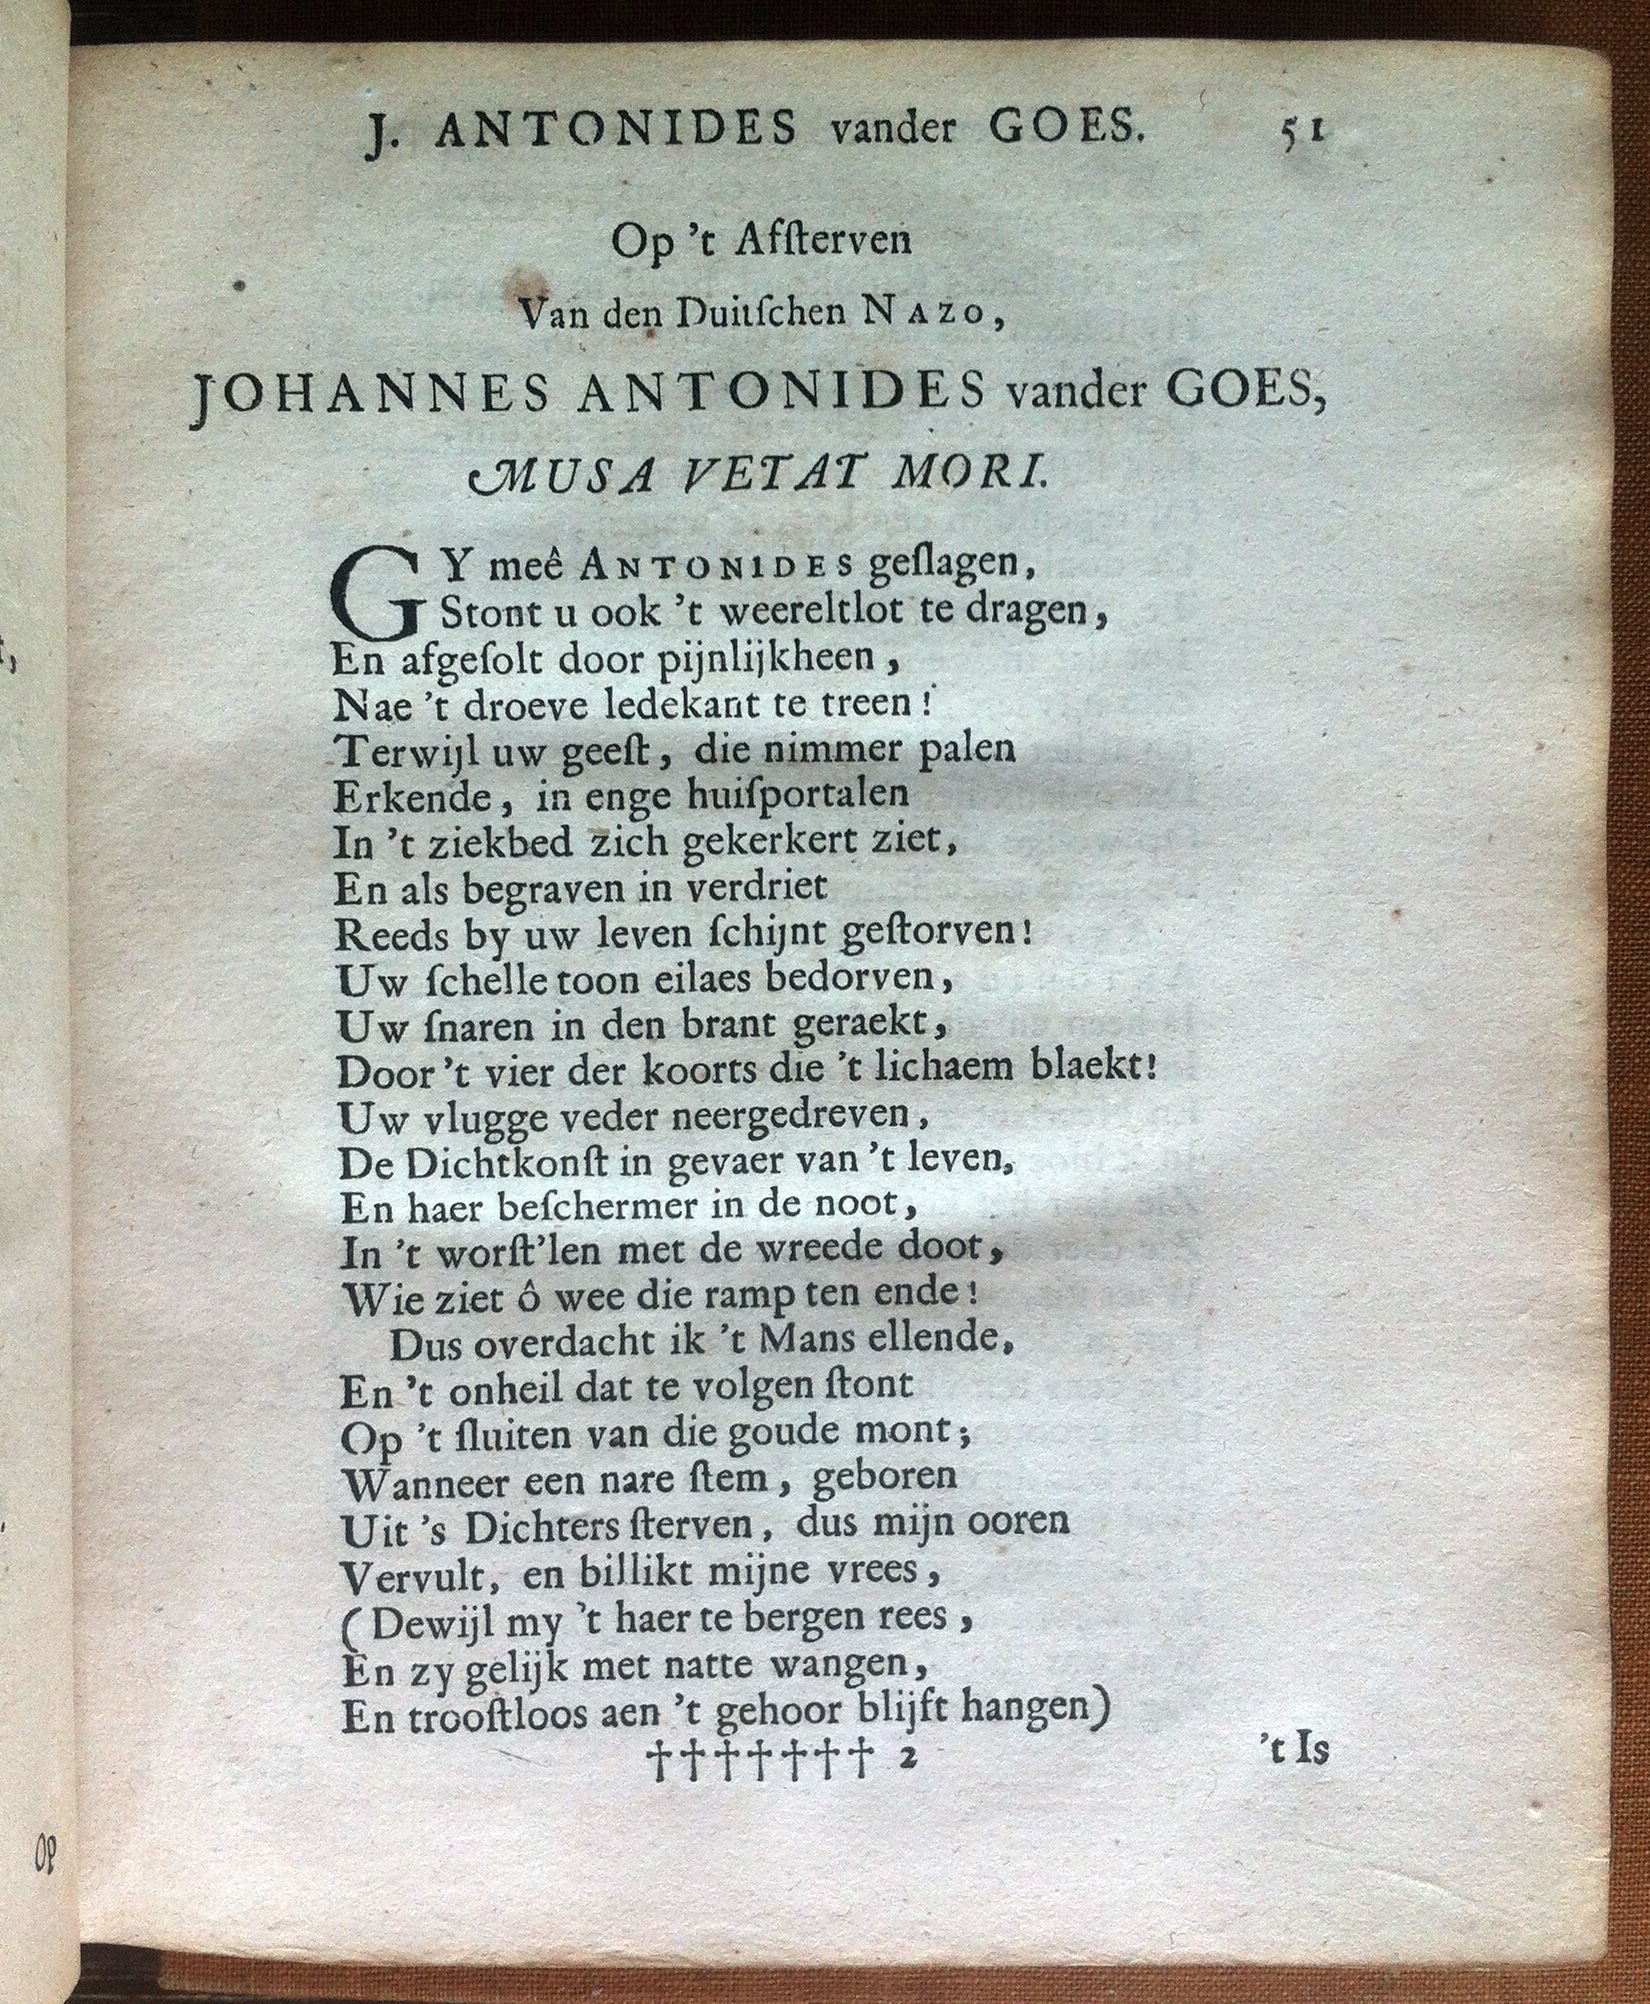 J. ANTONIDES vander GOES. 51
Op 't Afſterven
Van den Duitſchen NAZO,
JOHANNES ANTONIDES vander GOES,
MUSA VETAT MORI.
GY meê ANTONIDES geſlagen,
Stont u ook 't weereltlot te dragen,
En afgeſolt door pijnlijkheen,
Nae 't droeve ledekant te treen!
Terwijl uw geeſt, die nimmer palen
Erkende, in enge huiſportalen
In 't ziekbed zich gekerkert ziet,
En als begraven in verdriet
Reeds by uw leven ſchijnt geſtorven!
Uw ſchelle toon eilaes bedorven,
Uw ſnaren in den brant geraekt,
Door 't vier der koorts die 't lichaem blaekt!
Uw vlugge veder neergedreven,
De Dichtkonſt in gevaer van 't leven,
En haer beſchermer in de noot,
In 't worſt'len met de wreede doot,
Wie ziet ô wee die ramp ten ende!
Dus overdacht ik 't Mans ellende,
En 't onheil dat te volgen ſtont
Op 't ſluiten van die goude mont;
Wanneer een nare ſtem, geboren
Uit 's Dichters ſterven, dus mijn ooren
Vervult, en billikt mijne vrees,
(Dewijl my 't haer te bergen rees,
En zy gelijk met natte wangen,
En trooſtloos aen 't gehoor blijft hangen)
††††††† 2 't Is
Op